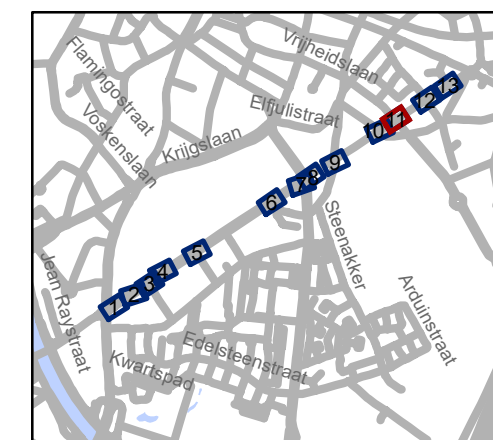 Vrijheidslaan
Flamingostraat
Elfjulistraat
Voskenslaan
Krijgslaan
13
12
11
10
9
8
7
6
5
4
3
2
1
Steenakker
Jean Raystraat
Arduinstraat
Edelsteenstraat
Kwartspad